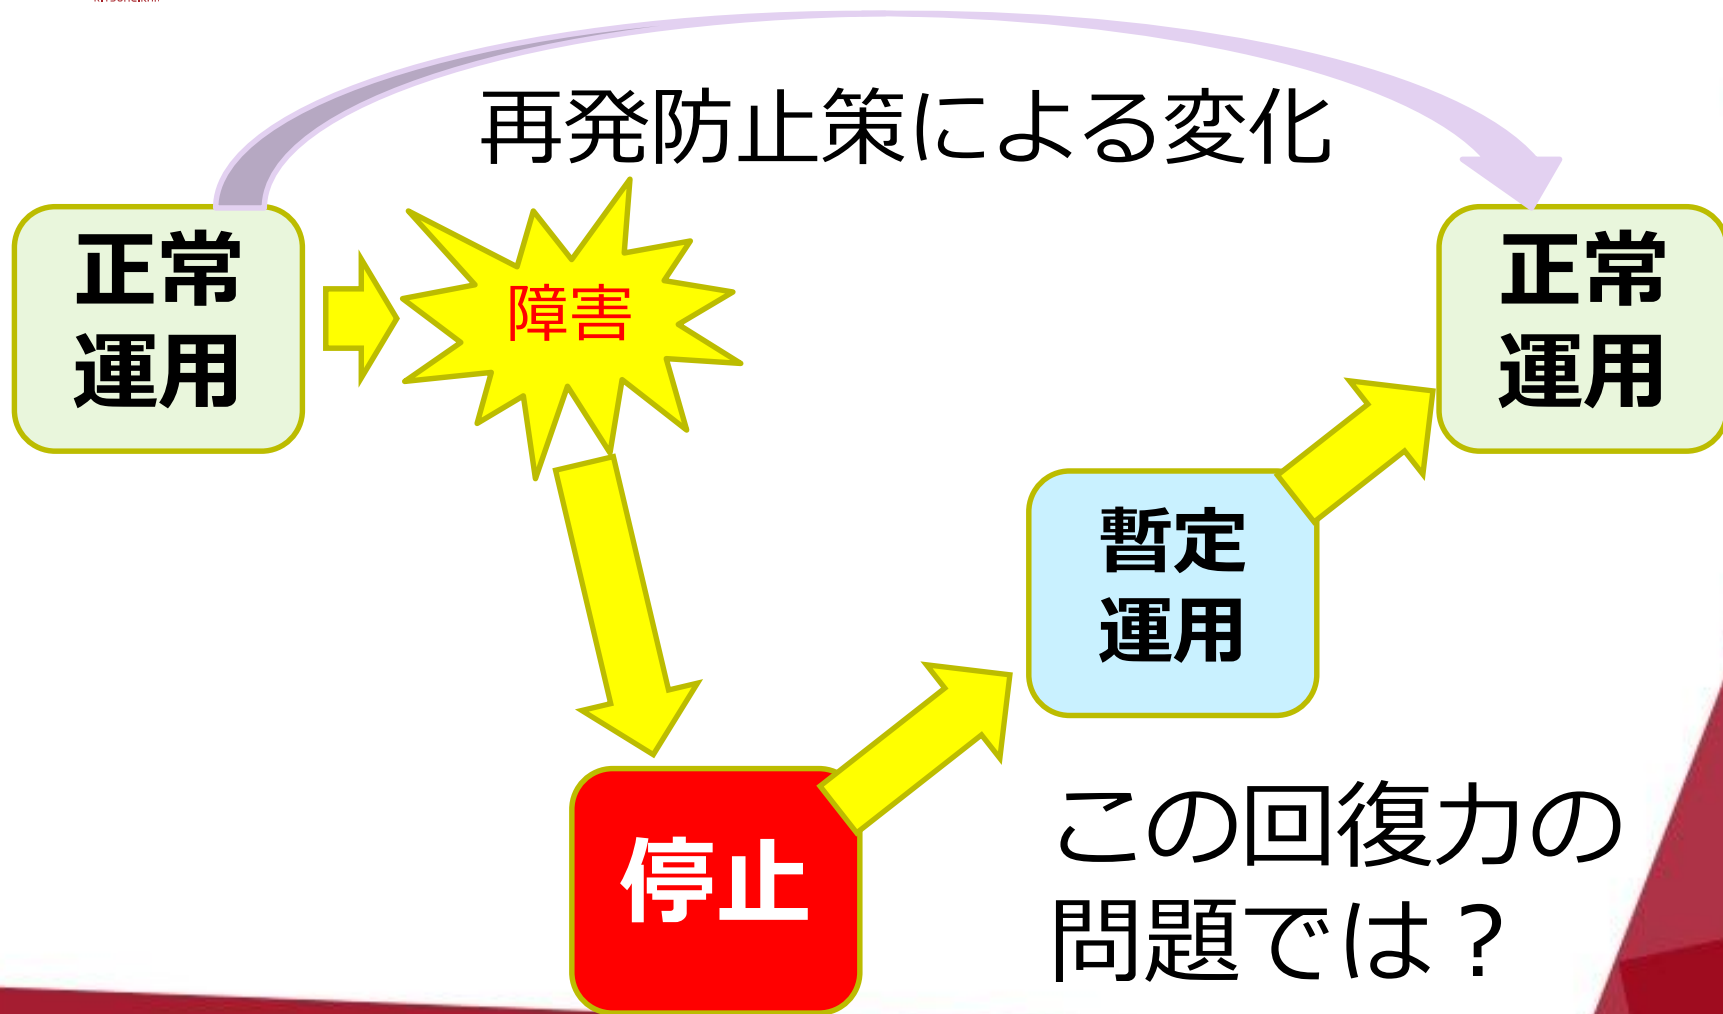 再発防止策による変化
正常
運用
障害
正常
運用
暫定
運用
停止
この回復力の
問題では？